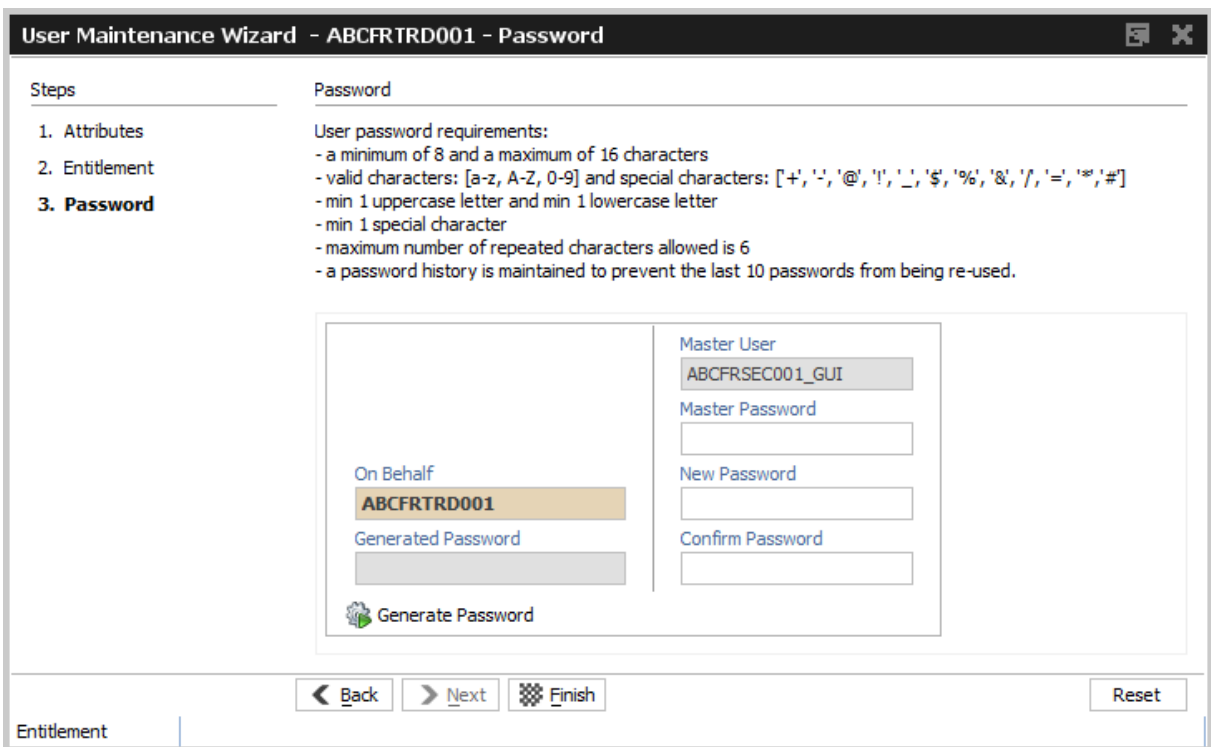 User Maintenance Wizard - ABCFRTRD001 - Password
Steps
1. Attributes
2. Entitlement
3. Password
Password
User password requirements:
- a minimum of 8 and a maximum of 16 characters
- valid characters: [a-z, A-Z, 0-9] and special characters: ['+', '-', '@', '!', '_', '$', '%', '&', '/', '=', '*','#']
- min 1 uppercase letter and min 1 lowercase letter
- min 1 special character
- maximum number of repeated characters allowed is 6
- a password history is maintained to prevent the last 10 passwords from being re-used.
On Behalf
ABCFRTRD001
Generated Password
Generate Password
Master User
ABCFRSEC001_GUI
Master Password
New Password
Confirm Password
Back Next Finish Reset
Entitlement